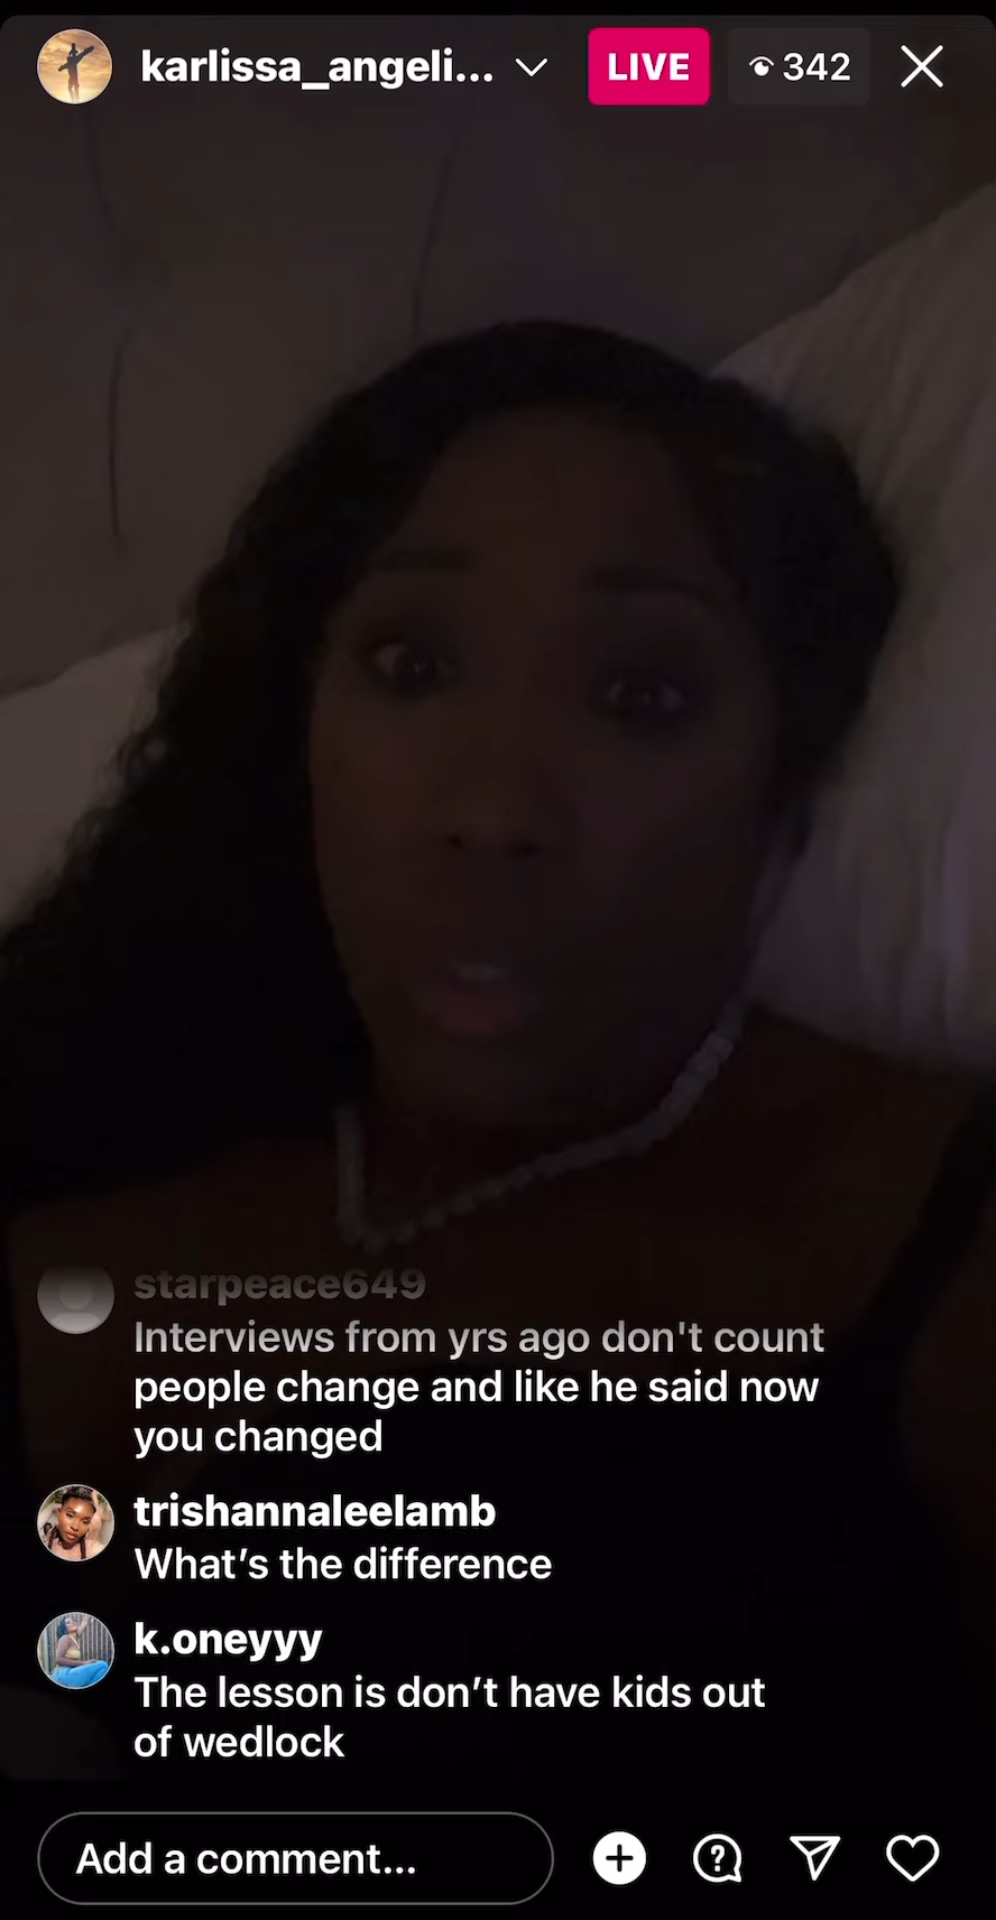 karlissa_angeli...
LIVE
342
starpeace649
Interviews from yrs ago don't count
people change and like he said now
you changed
trishannaleelamb
What’s the difference
k.oneyyy
The lesson is don’t have kids out
of wedlock
Add a comment...